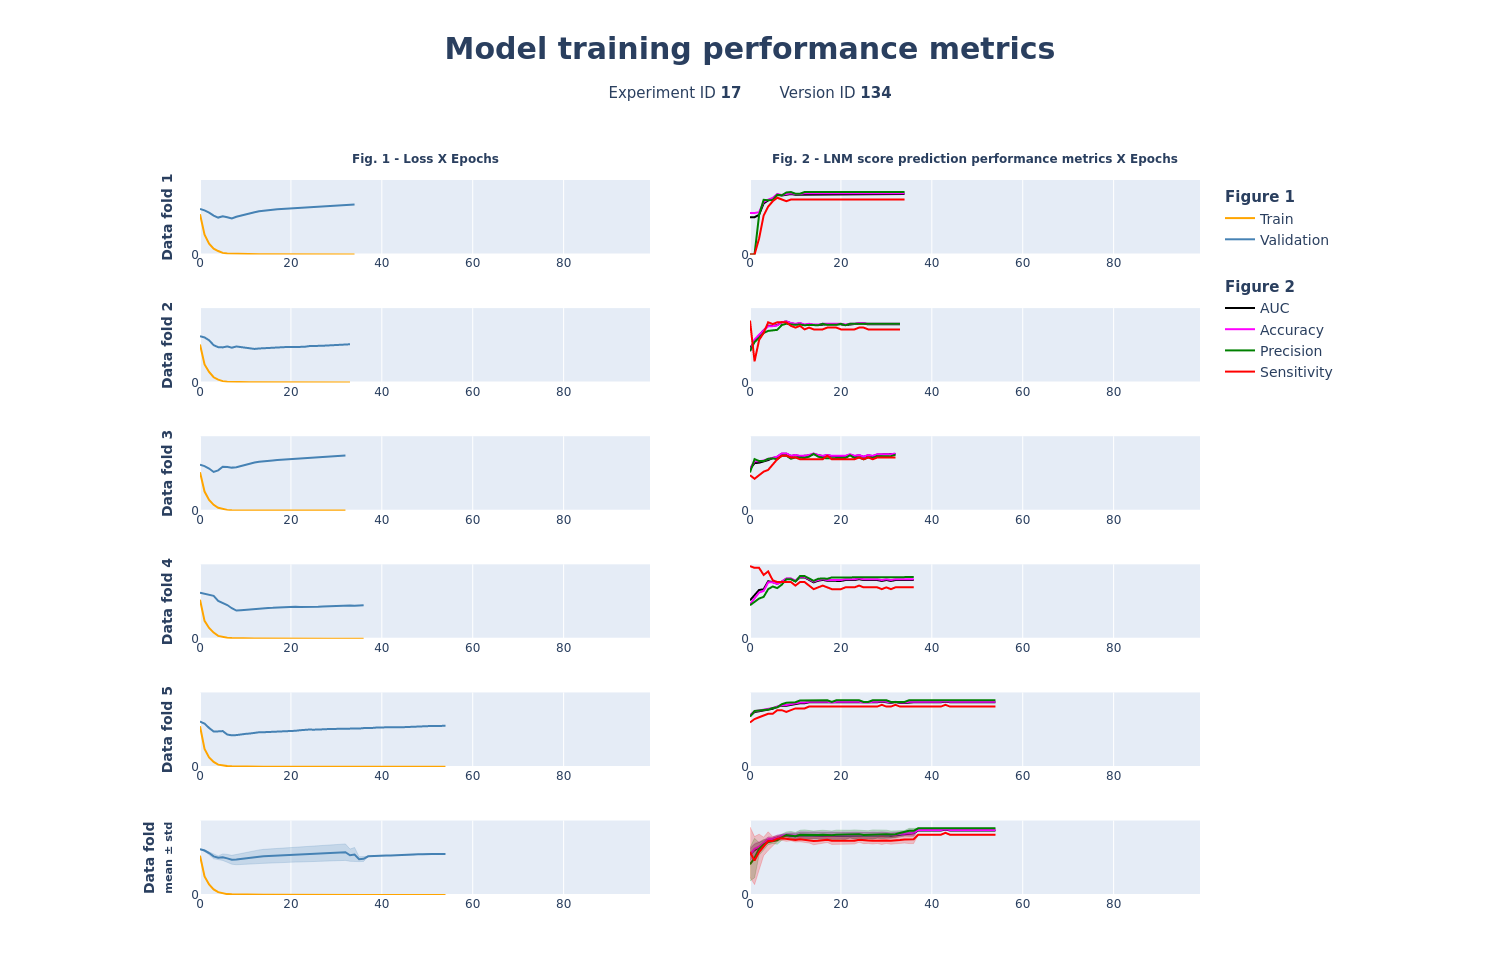 Model training performance metrics
Experiment ID 17 Version ID 134
Fig. 1 - Loss X Epochs
Fig. 2 - LNM score prediction performance metrics X Epochs
Data fold 1
0
0 20 40 60 80
0
0 20 40 60 80
Figure 1
Train
Validation
Figure 2
AUC
Accuracy
Precision
Sensitivity
Data fold 2
0
0 20 40 60 80
0
0 20 40 60 80
Data fold 3
0
0 20 40 60 80
0
0 20 40 60 80
Data fold 4
0
0 20 40 60 80
0
0 20 40 60 80
Data fold 5
0
0 20 40 60 80
0
0 20 40 60 80
Data fold
mean ± std
0
0 20 40 60 80
0
0 20 40 60 80